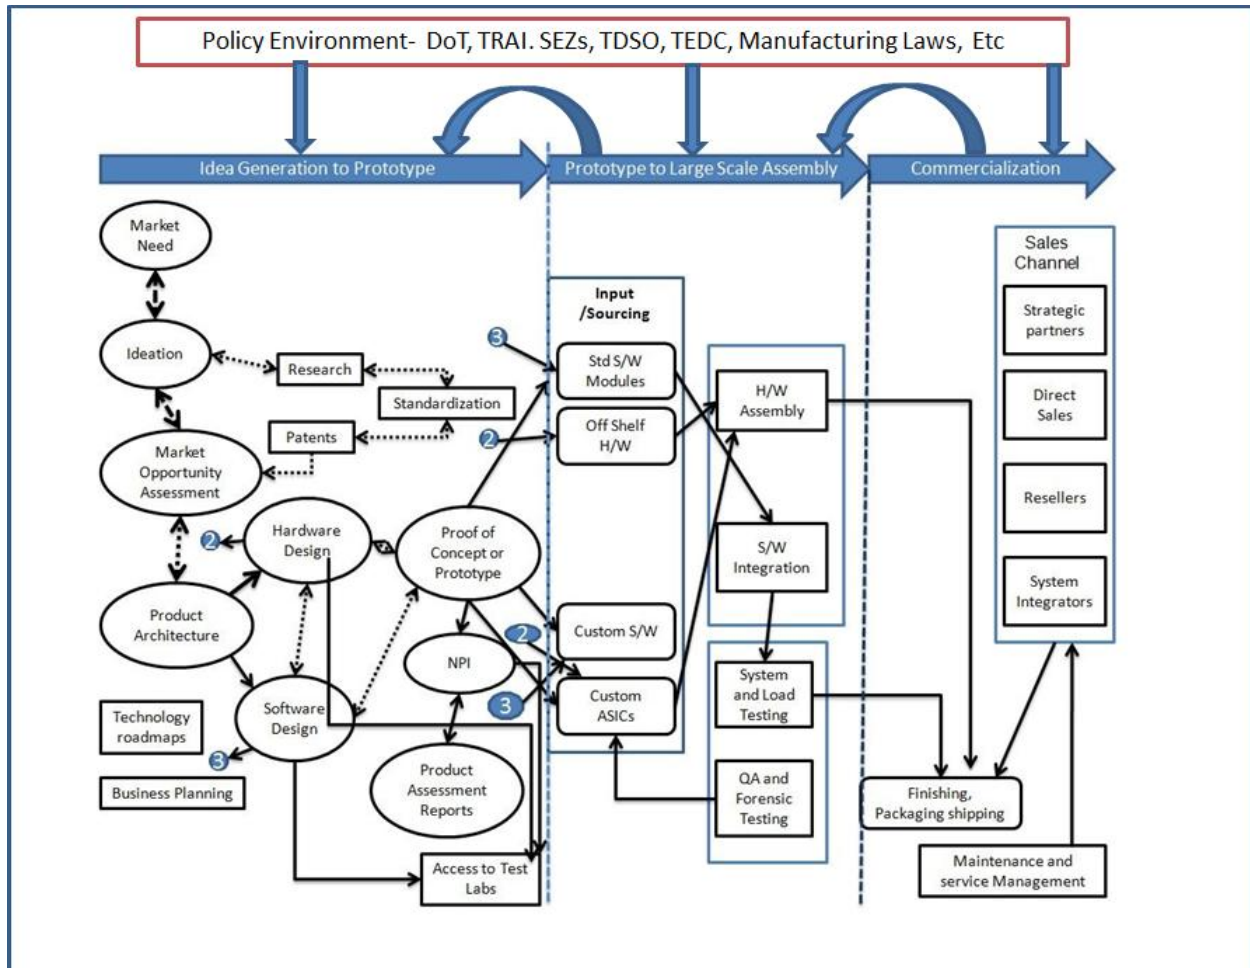 Policy Environment- DoT, TRAI. SEZs, TDSO, TEDC, Manufacturing Laws, Etc
Idea Generation to Prototype
Prototype to Large Scale Assembly
Commercialization
Market
Need
Ideation
Research
Standardization
Patents
Market
Opportunity
Assessment
2
Hardware
Design
Proof of
Concept or
Prototype
Product
Architecture
NPI
Software
Design
3
Technology
roadmaps
Business Planning
Product
Assessment
Reports
Access to Test
Labs
Input
/Sourcing
3
Std S/W
Modules
2
Off Shelf
H/W
Custom S/W
2
3
Custom
ASICs
H/W
Assembly
S/W
Integration
System
and Load
Testing
QA and
Forensic
Testing
Sales
Channel
Strategic
partners
Direct
Sales
Resellers
System
Integrators
Finishing,
Packaging shipping
Maintenance and
service Management